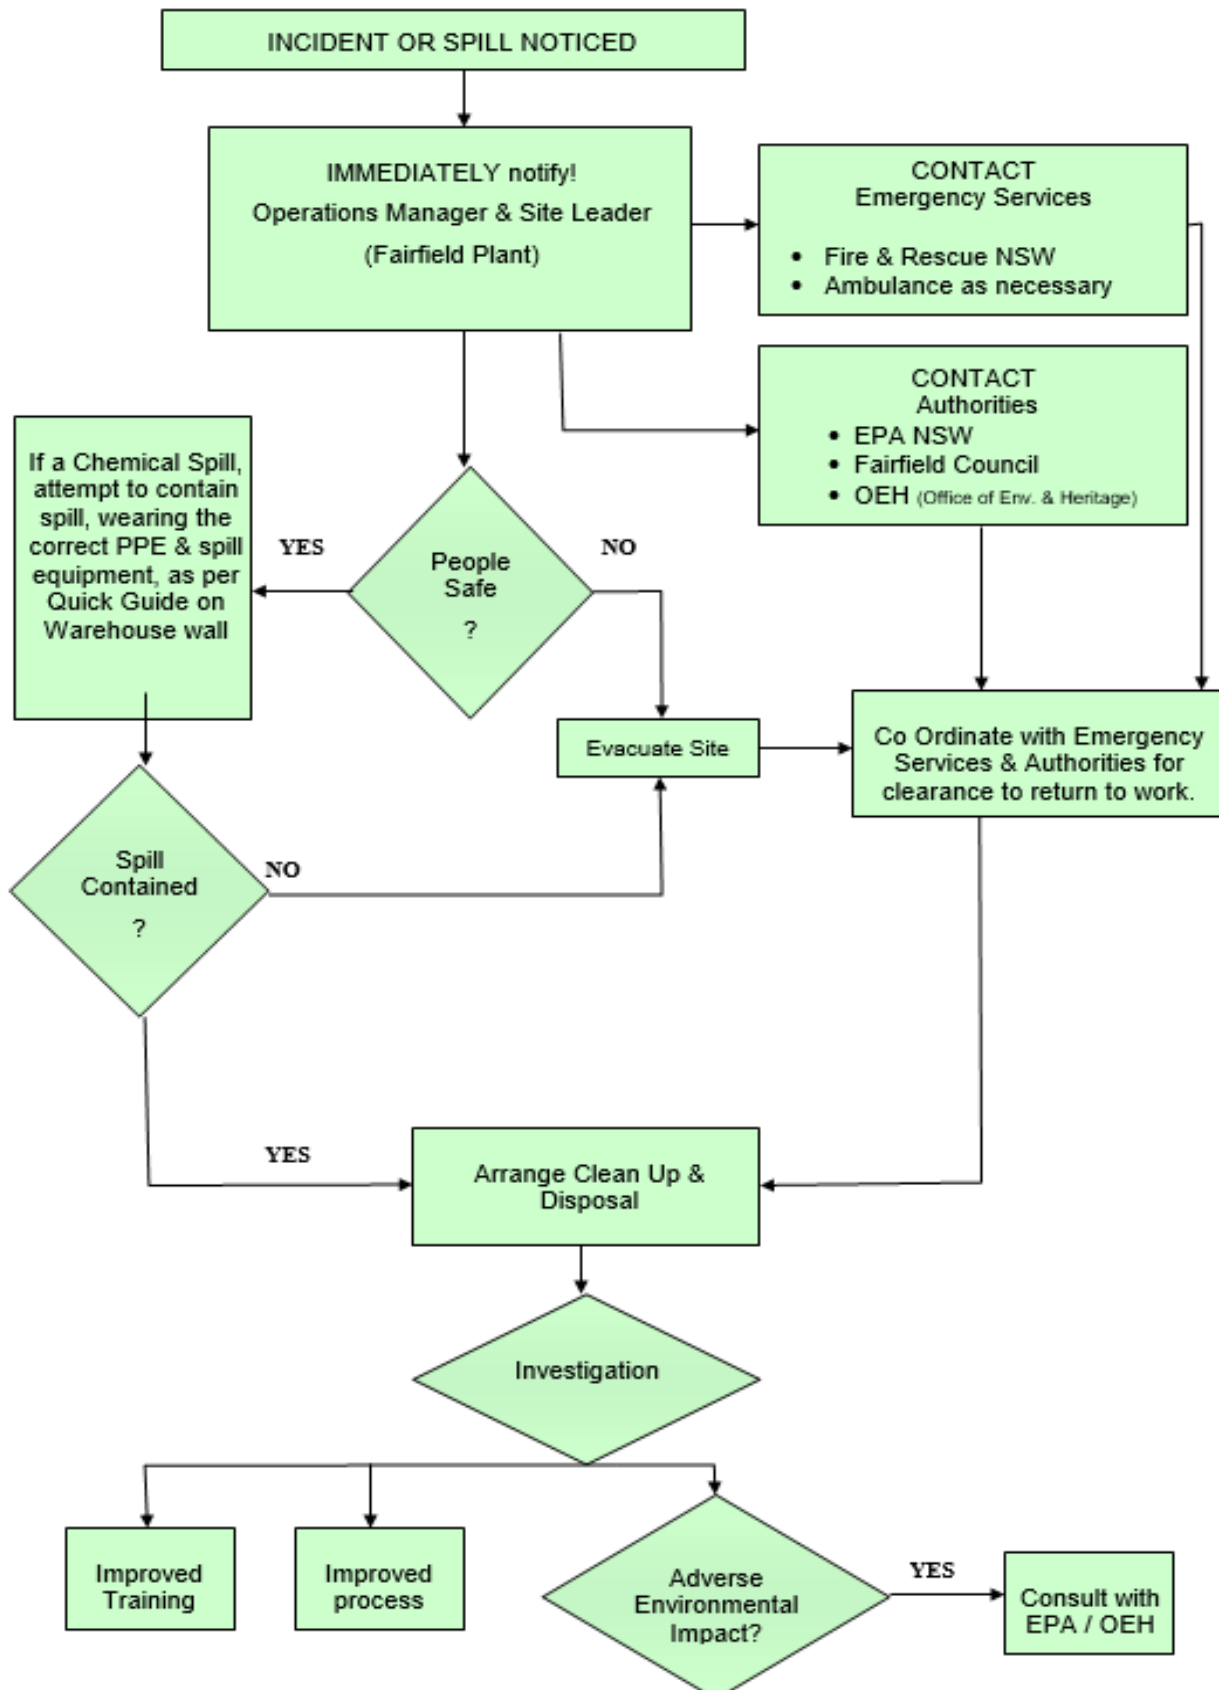 INCIDENT OR SPILL NOTICED
IMMEDIATELY notify!
Operations Manager & Site Leader
(Fairfield Plant)
CONTACT
Emergency Services
• Fire & Rescue NSW
• Ambulance as necessary
CONTACT
Authorities
• EPA NSW
• Fairfield Council
• OEH (Office of Env. & Heritage)
If a Chemical Spill,
attempt to contain
spill, wearing the
correct PPE & spill
equipment, as per
Quick Guide on
Warehouse wall
YES
People
Safe
?
NO
Evacuate Site
Co Ordinate with Emergency
Services & Authorities for
clearance to return to work.
Spill
Contained
?
NO
YES
Arrange Clean Up &
Disposal
Investigation
Improved
Training
Improved
process
Adverse
Environmental
Impact?
YES
Consult with
EPA / OEH